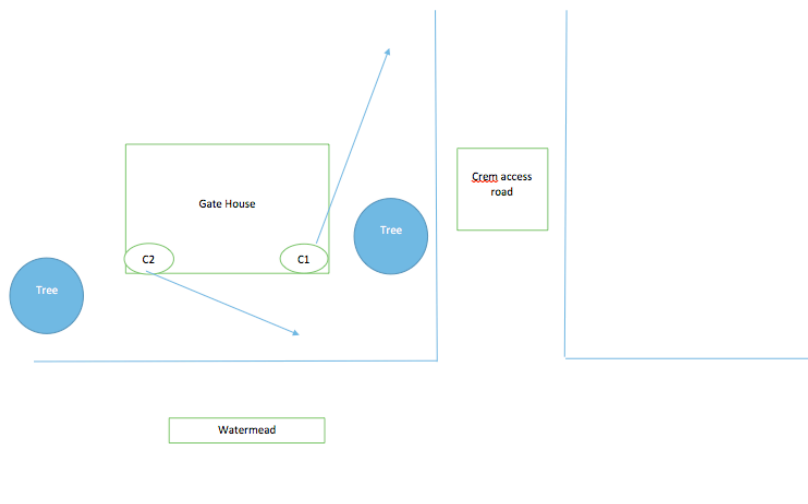 Crem access
road
Gate House
Tree
C2
C1
Tree
Watermead